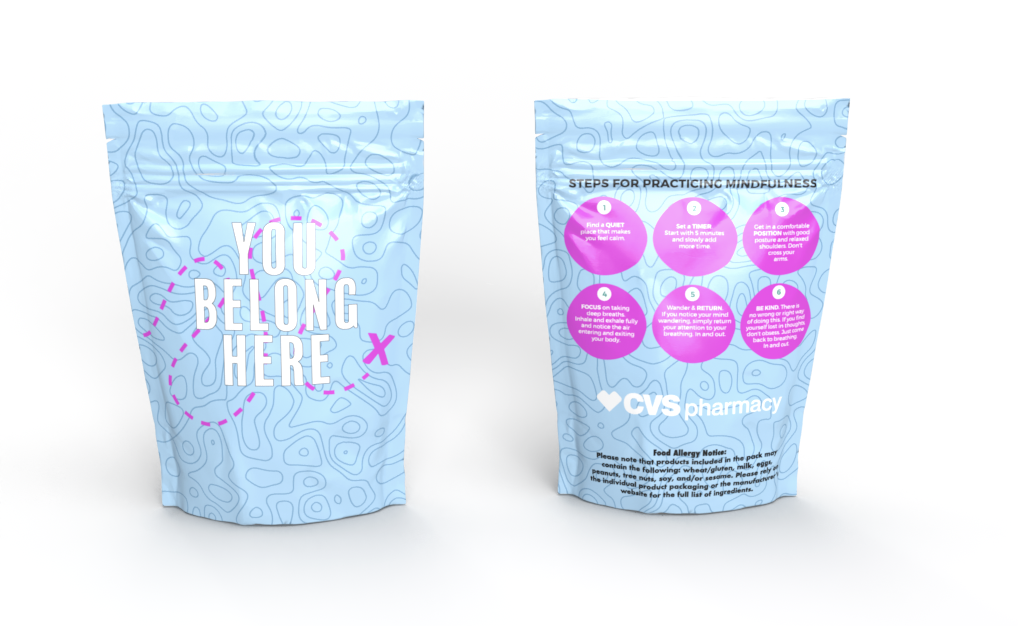 YOU
BELONG
HERE
X
STEPS FOR PRACTICING MINDFULNESS
1
Find a QUIET
place that makes
you feel calm.
2
Set a TIMER
Start with 5 minutes
and slowly add
more time.
3
Get in a comfortable
POSITION with good
posture and relaxed
shoulders. Don't
cross your
arms.
4
FOCUS on taking
deep breaths.
Inhale and exhale fully
and notice the air
entering and exiting
your body.
5
Wander & RETURN.
If you notice your mind
wandering, simply return
your attention to your
breathing. In and out.
6
BE KIND. There is
no wrong or right way
of doing this. If you find
yourself lost in thoughts,
don't obsess. Just come
back to breathing
in and out.
CVS pharmacy
Food Allergy Notice:
Please note that products included in the pack may
contain the following: wheat/gluten, milk, eggs,
peanuts, tree nuts, soy, and/or sesame. Please rely on
the individual product packaging or the manufacturer
website for the full list of ingredients.